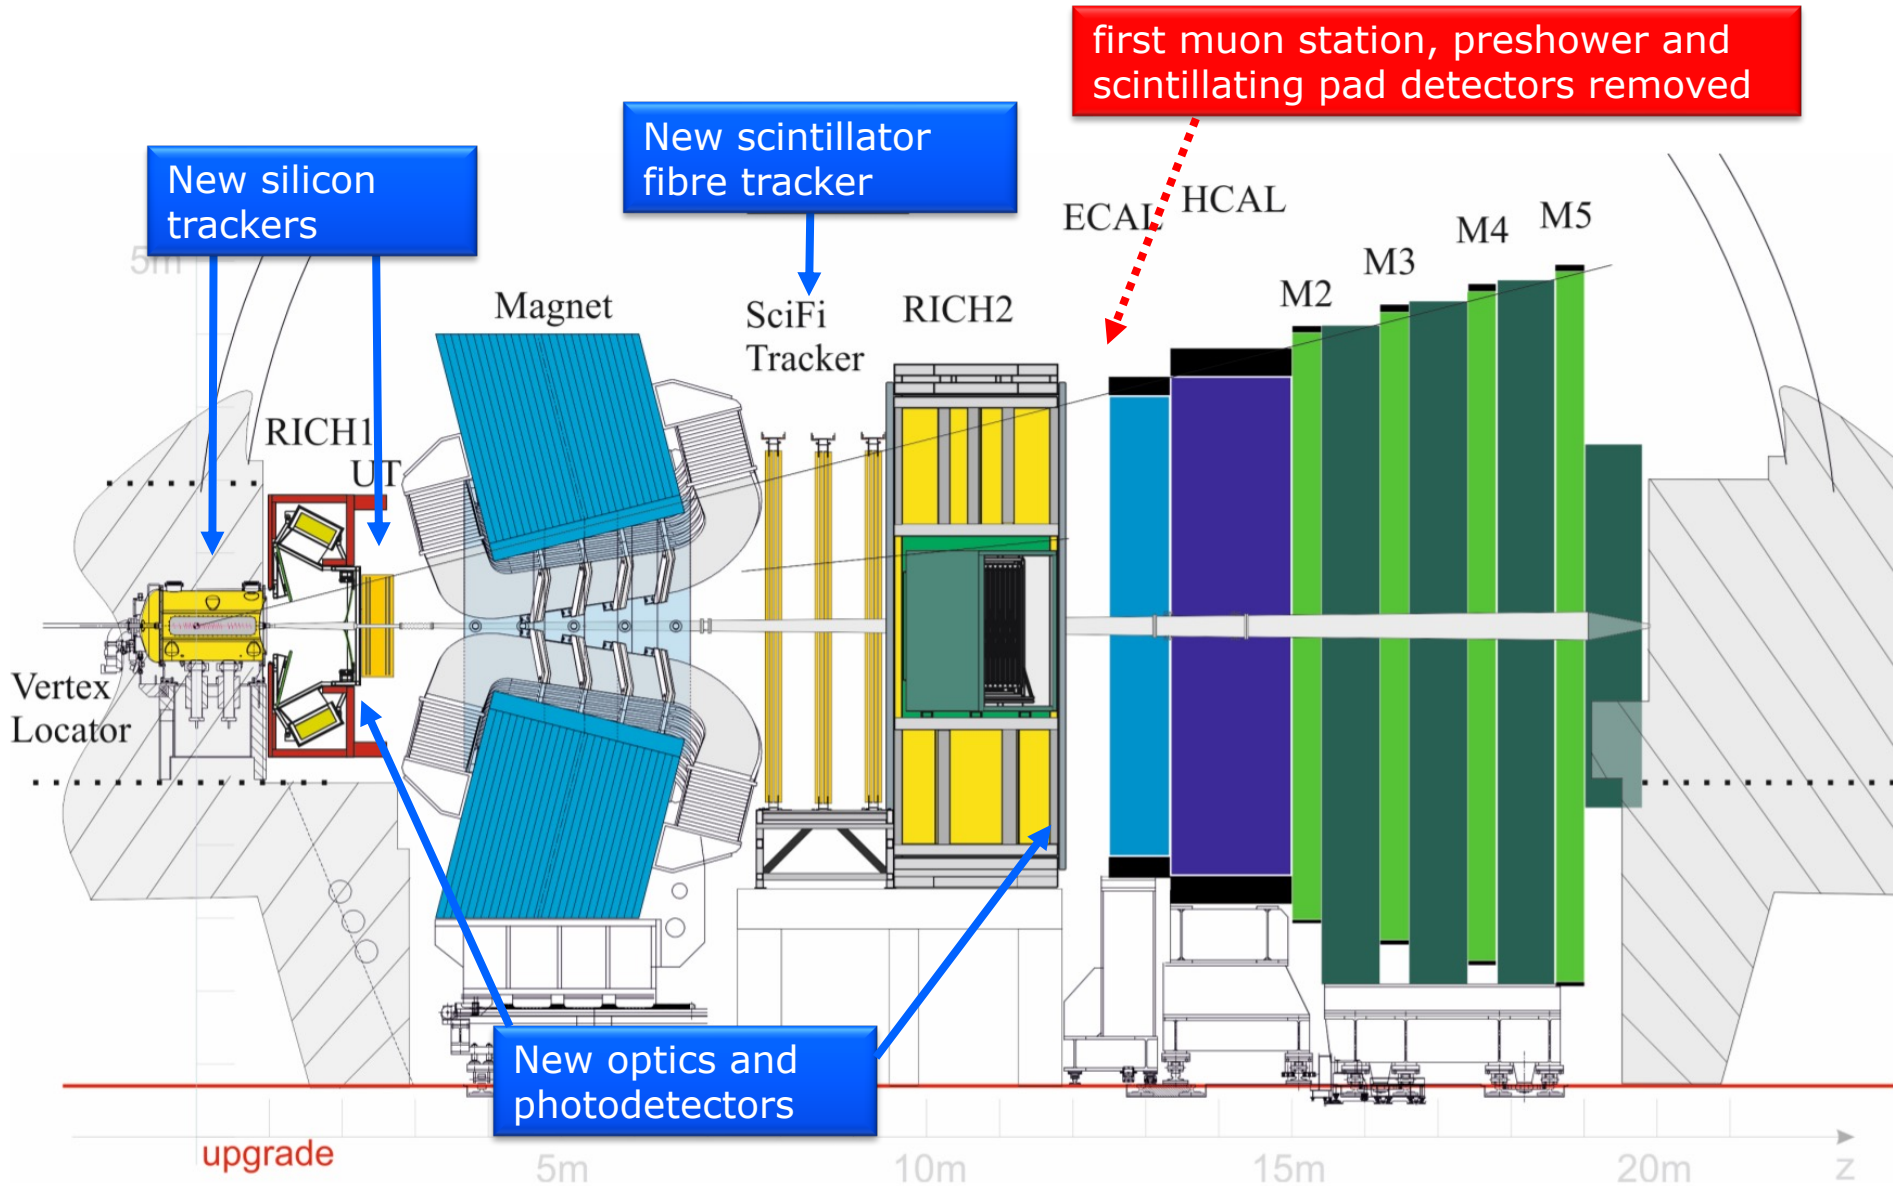 first muon station, preshower and
scintillating pad detectors removed
New scintillator
fibre tracker
New silicon
trackers
ECAL
HCAL
M5
M4
M3
M2
5m
Magnet
SciFi
Tracker
RICH2
RICH1
UT
Vertex
Locator
New optics and
photodetectors
upgrade
5m
10m
15m
20m
z